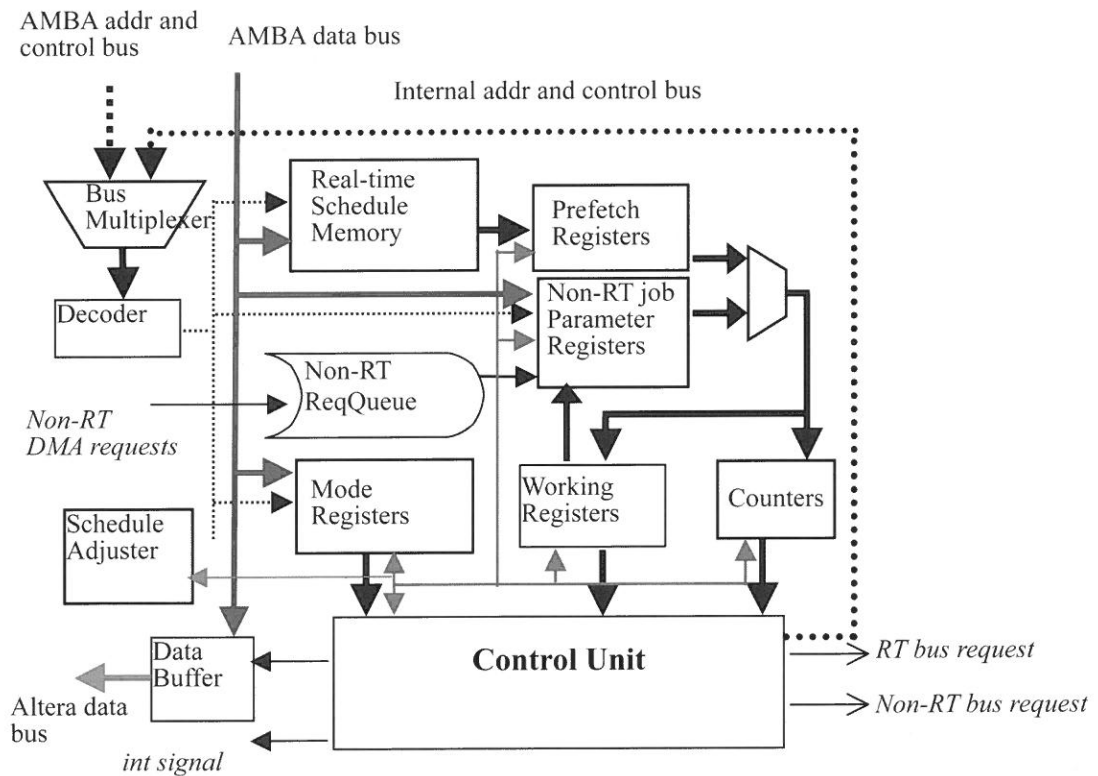 AMBA addr and
control bus
AMBA data bus
Internal addr and control bus
Bus
Multiplexer
Real-time
Schedule
Memory
Prefetch
Registers
Decoder
Non-RT job
Parameter
Registers
Non-RT
ReqQueue
Non-RT
DMA requests
Mode
Registers
Working
Registers
Counters
Schedule
Adjuster
Data
Buffer
Control Unit
RT bus request
Non-RT bus request
Altera data
bus
int signal